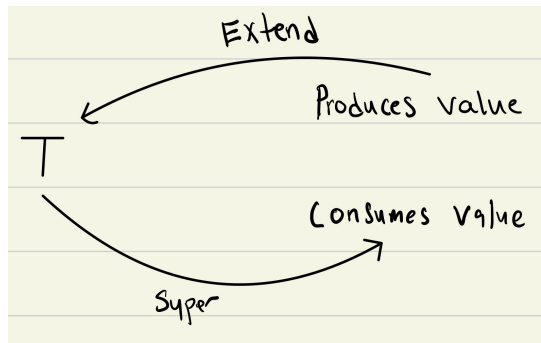 Extend
Produces value
T
Consumes value
Super